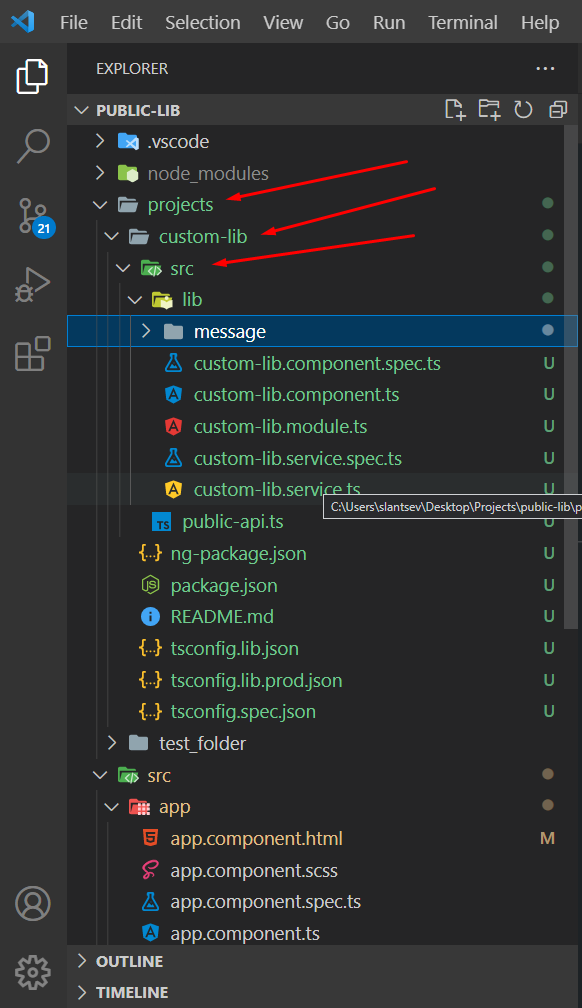 File Edit Selection View Go Run Terminal Help
EXPLORER
PUBLIC-LIB
.vscode
node_modules
projects
21
custom-lib
src
lib
message
custom-lib.component.spec.ts U
custom-lib.component.ts U
custom-lib.module.ts U
custom-lib.service.spec.ts U
custom-lib.service.ts U
C:\Users\slantsev\Desktop\Projects\public-lib\p
TS public-api.ts U
{..} ng-package.json U
package.json U
README.md U
{..} tsconfig.lib.json U
{..} tsconfig.lib.prod.json U
{..} tsconfig.spec.json U
test_folder
src
app
app.component.html M
app.component.scss
app.component.spec.ts
app.component.ts
OUTLINE
TIMELINE